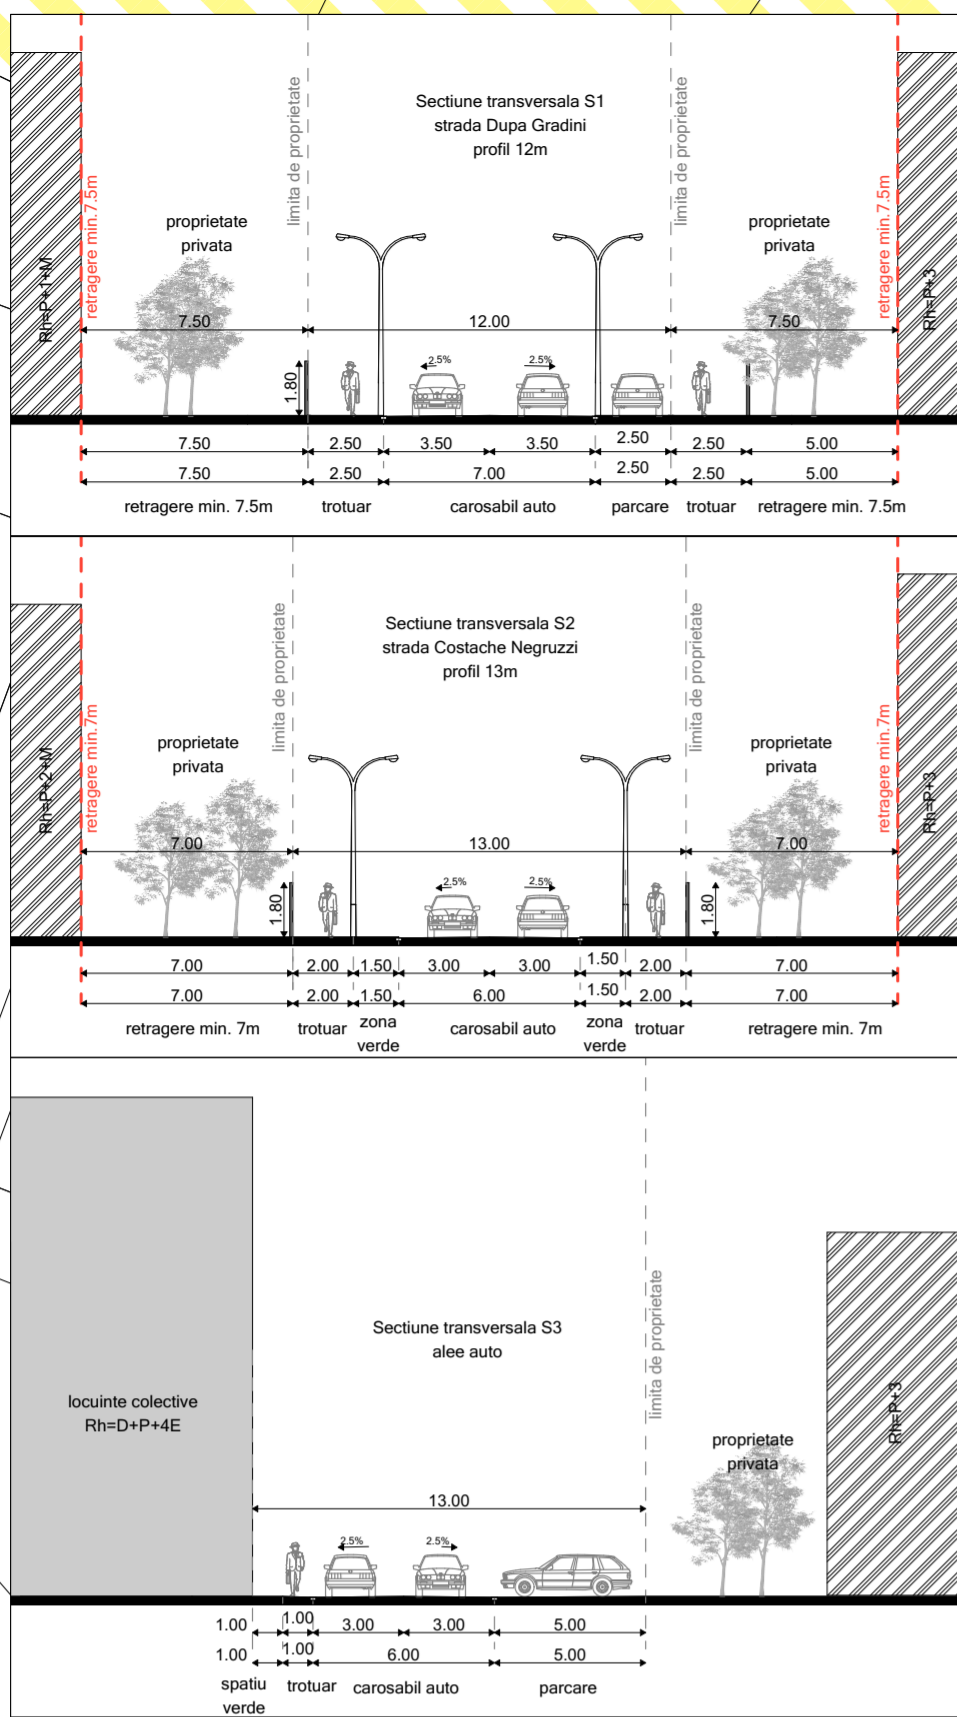 Sectiune transversala S1
strada Dupa Gradini
profil 12m
limita de proprietate
limita de proprietate
retragere min.7.5m
retragere min.7.5m
Rh=P+1+M
Rh=P+3
proprietate
privata
proprietate
privata
7.50 12.00 7.50
1.80
2.5% 2.5%
7.50 2.50 3.50 3.50 2.50 2.50 5.00
7.50 2.50 7.00 2.50 2.50 5.00
retragere min. 7.5m trotuar carosabil auto parcare trotuar retragere min. 7.5m
Sectiune transversala S2
strada Costache Negruzzi
profil 13m
limita de proprietate
limita de proprietate
retragere min.7m
retragere min.7m
Rh=P+2+M
Rh=P+3
proprietate
privata
proprietate
privata
7.00 13.00 7.00
1.80
1.80
2.5% 2.5%
7.00 2.00 1.50 3.00 3.00 1.50 2.00 7.00
7.00 2.00 1.50 6.00 1.50 2.00 7.00
retragere min. 7m trotuar zona verde carosabil auto zona verde trotuar retragere min. 7m
Sectiune transversala S3
alee auto
limita de proprietate
locuinte colective
Rh=D+P+4E
Rh=P+3
proprietate
privata
13.00
2.5% 2.5%
1.00 1.00 3.00 3.00 5.00
1.00 1.00 6.00 5.00
spatiu verde trotuar carosabil auto parcare